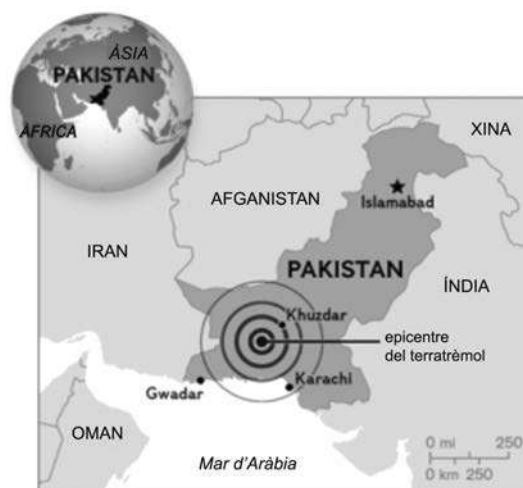 ÀSIA
PAKISTAN
ÀFRICA
XINA
AFGANISTAN
Islamabad
IRAN
PAKISTAN
ÍNDIA
Khuzdar
epicentre
del terratrèmol
Gwadar
Karachi
OMAN
Mar d'Aràbia
0 mi 250
0 km 250